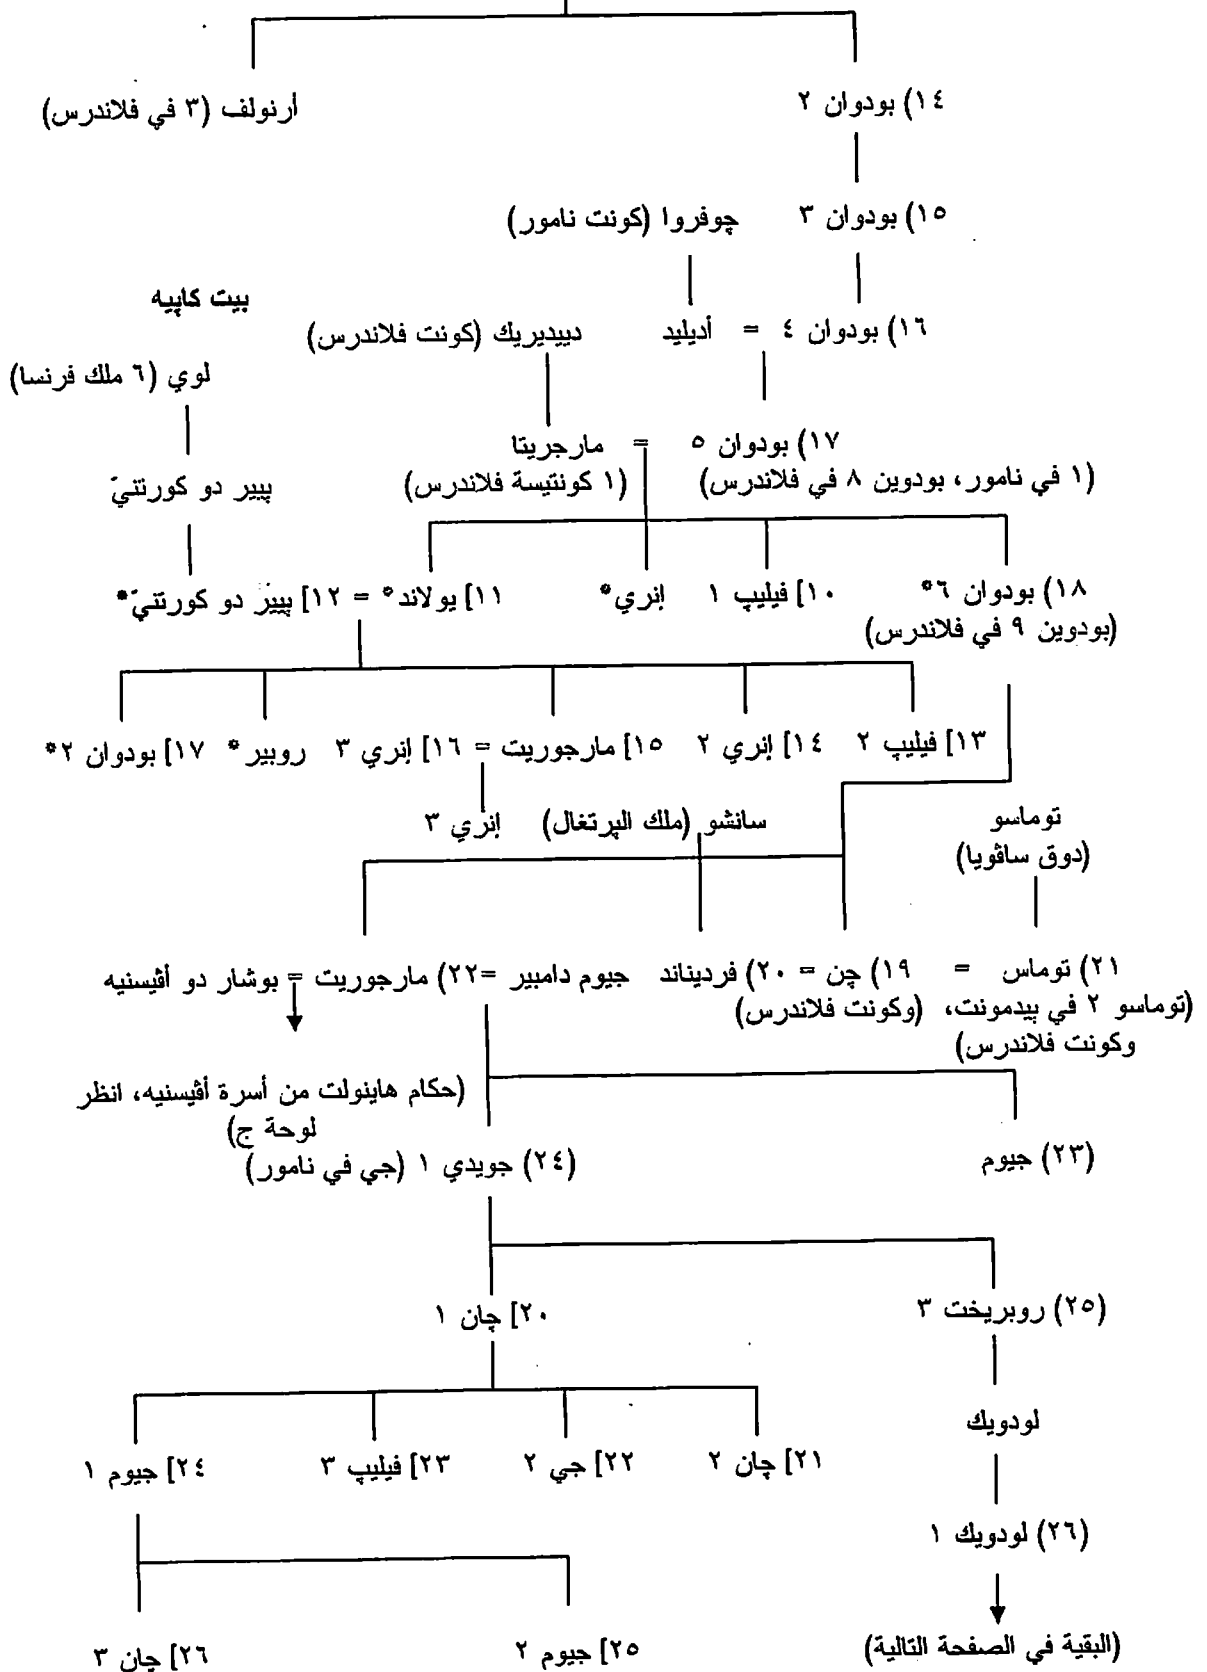 ١٤) بودوان ٢ أرنولف (٣ في فلاندرس)
١٥) بودوان ٣ چوفروا (كونت نامور)
بيت كاپيه
١٦) بودوان ٤ = أديليد دييديريك (كونت فلاندرس)
لوي (٦ ملك فرنسا)
١٧) بودوان ٥ = مارجريتا
(١ في نامور، بودوين ٨ في فلاندرس) (١ كونتيسة فلاندرس) پيير دو كورتنيّ
١٨) بودوان ٦* ١٠] فيليپ ١ إنري* ١١] يولاند* = ١٢] پيير دو كورتنيّ*
(بودوين ٩ في فلاندرس)
١٣] فيليپ ٢ ١٤] إنري ٢ ١٥] مارجوريت = ١٦] إنري ٣ روبير* ١٧] بودوان ٢*
توماسو سانشو (ملك الپرتغال) إنري ٣
(دوق ساڤويا)
٢١) توماس = ١٩) چن = ٢٠) فرديناند جيوم دامبير =٢٢) مارجوريت = بوشار دو أڤيسنيه
(توماسو ٢ في بيدمونت، (وكونت فلاندرس)
وكونت فلاندرس)
(حكام هاينولت من أسرة أڤيسنيه، انظر
لوحة ج)
(٢٣) جيوم (٢٤) جويدي ١ (جي في نامور)
(٢٥) روبريخت ٣ ٢٠] چان ١
لودويك
٢١] چان ٢ ٢٢] جي ٢ ٢٣] فيليپ ٣ ٢٤] جيوم ١
(٢٦) لودويك ١
(البقية في الصفحة التالية) ٢٥] جيوم ٢ ٢٦] چان ٣